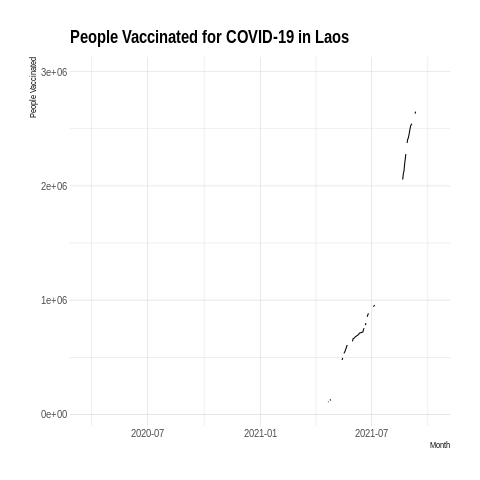 People Vaccinated for COVID-19 in Laos
People Vaccinated
3e+06
2e+06
1e+06
0e+00
2020-07
2021-01
2021-07
Month